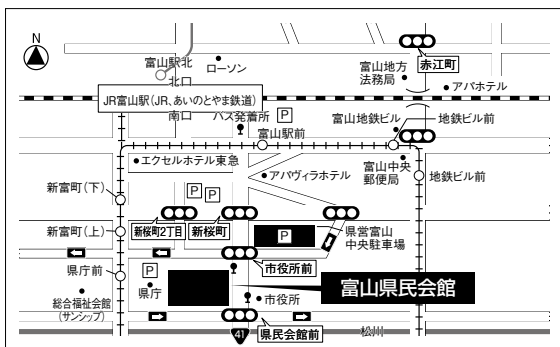 N
富山駅北
北口
ローソン
赤江町
富山地方
法務局
アパホテル
JR富山駅(JR、あいのとやま鉄道)
南口
バス発着所
P
富山駅前
富山地鉄ビル
地鉄ビル前
エクセルホテル東急
アパヴィラホテル
富山中央
郵便局
地鉄ビル前
新富町(下)
P
P
新富町(上)
新桜町2丁目
新桜町
P
県営富山
中央駐車場
県庁前
P
市役所前
県庁
富山県民会館
市役所
総合福祉会館
(サンシップ)
41
県民会館前
松川